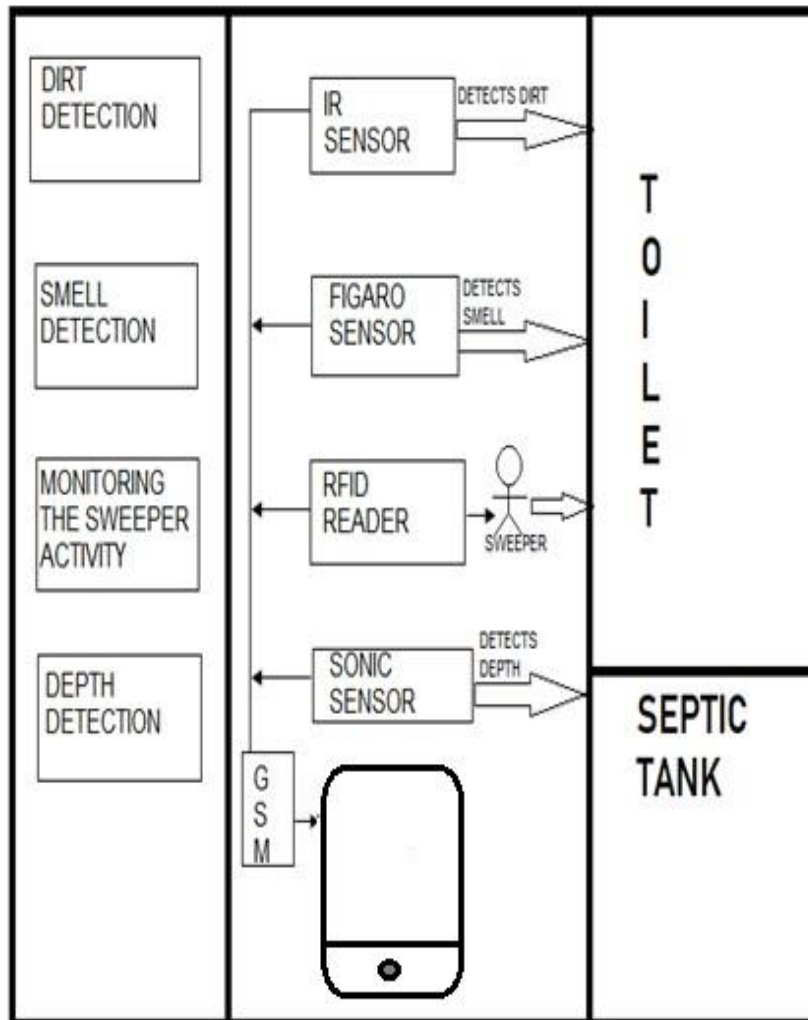 DIRT
DETECTION
SMELL
DETECTION
MONITORING
THE SWEEPER
ACTIVITY
DEPTH
DETECTION
IR
SENSOR
DETECTS DIRT
FIGARO
SENSOR
DETECTS
SMELL
RFID
READER
SWEEPER
SONIC
SENSOR
DETECTS
DEPTH
G
S
M
T
O
I
L
E
T
SEPTIC
TANK